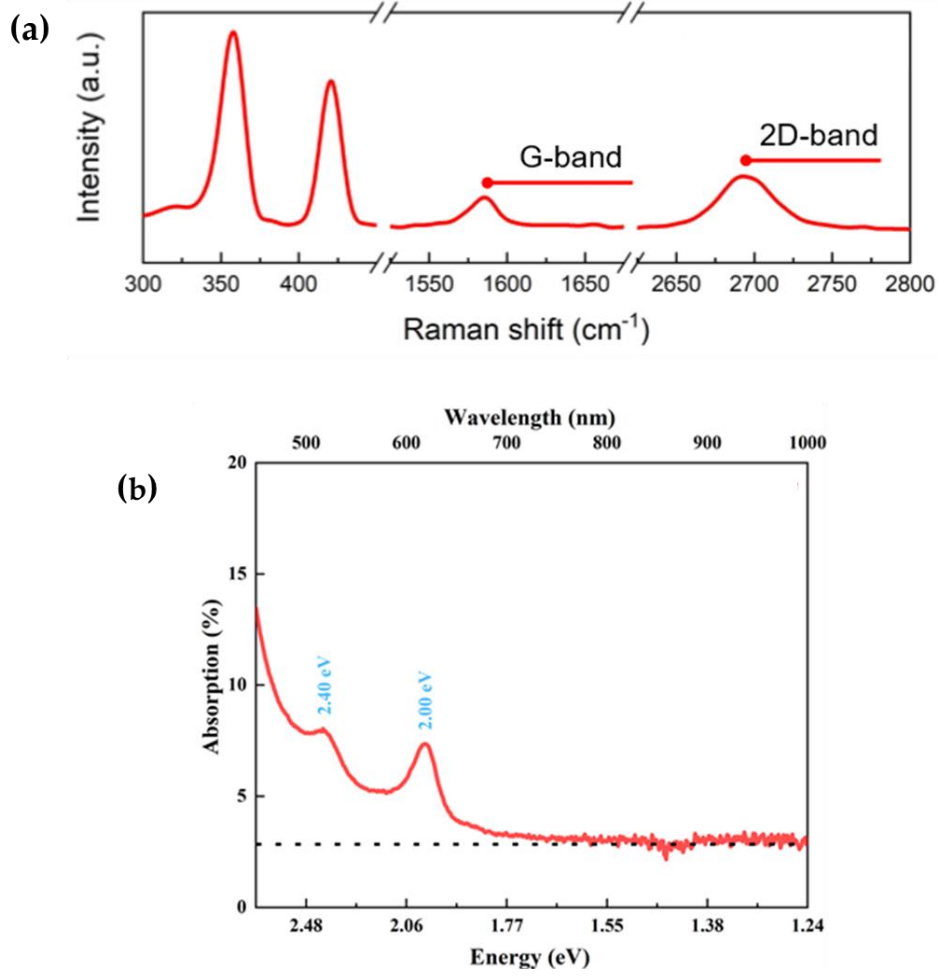 (a)
Intensity (a.u.)
G-band
2D-band
300 350 400 1550 1600 1650 2650 2700 2750 2800
Raman shift (cm⁻¹)
(b)
Wavelength (nm)
500 600 700 800 900 1000
Absorption (%)
20
15
10
5
0
2.40 eV
2.00 eV
2.48 2.06 1.77 1.55 1.38 1.24
Energy (eV)